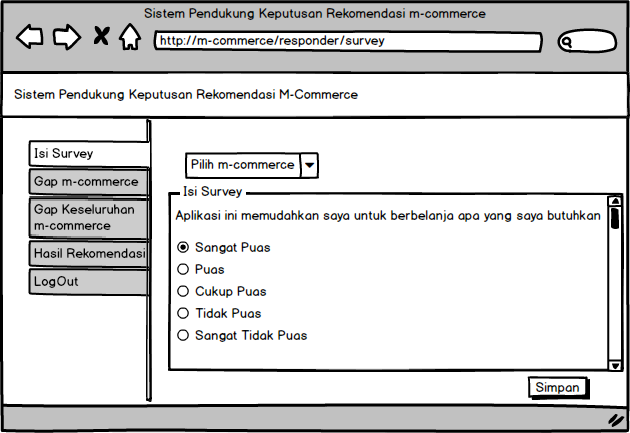 Sistem Pendukung Keputusan Rekomendasi m-commerce
http://m-commerce/responder/survey
Sistem Pendukung Keputusan Rekomendasi M-Commerce
Isi Survey
Gap m-commerce
Gap Keseluruhan
m-commerce
Hasil Rekomendasi
LogOut
Pilih m-commerce
Isi Survey
Aplikasi ini memudahkan saya untuk berbelanja apa yang saya butuhkan
Sangat Puas
Puas
Cukup Puas
Tidak Puas
Sangat Tidak Puas
Simpan